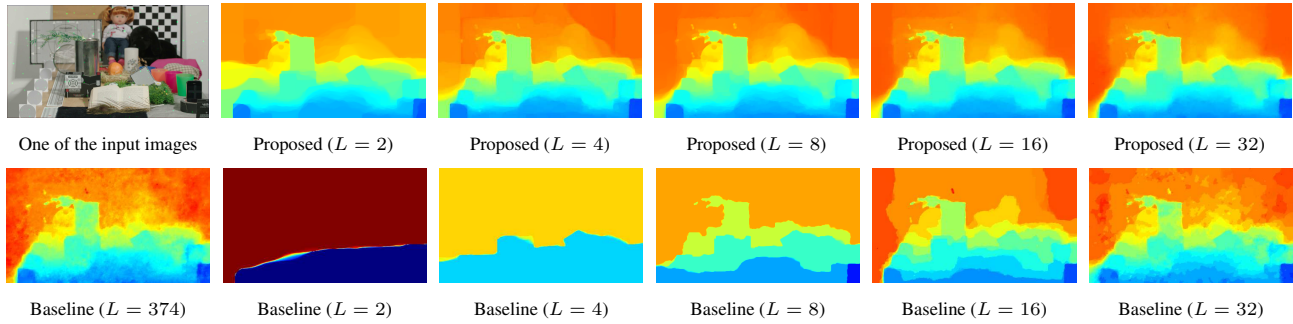 One of the input images
Proposed (L = 2)
Proposed (L = 4)
Proposed (L = 8)
Proposed (L = 16)
Proposed (L = 32)
Baseline (L = 374)
Baseline (L = 2)
Baseline (L = 4)
Baseline (L = 8)
Baseline (L = 16)
Baseline (L = 32)